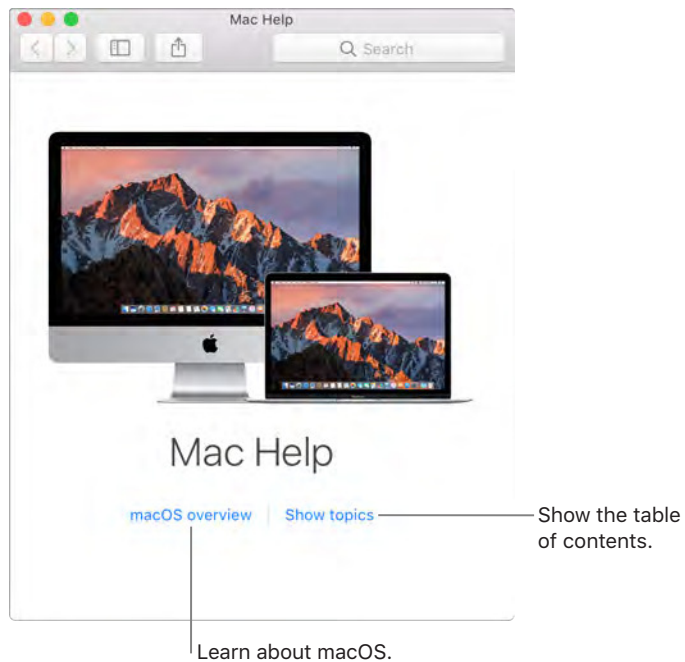 Mac Help
Search
Mac Help
macOS overview Show topics
Show the table
of contents.
Learn about macOS.